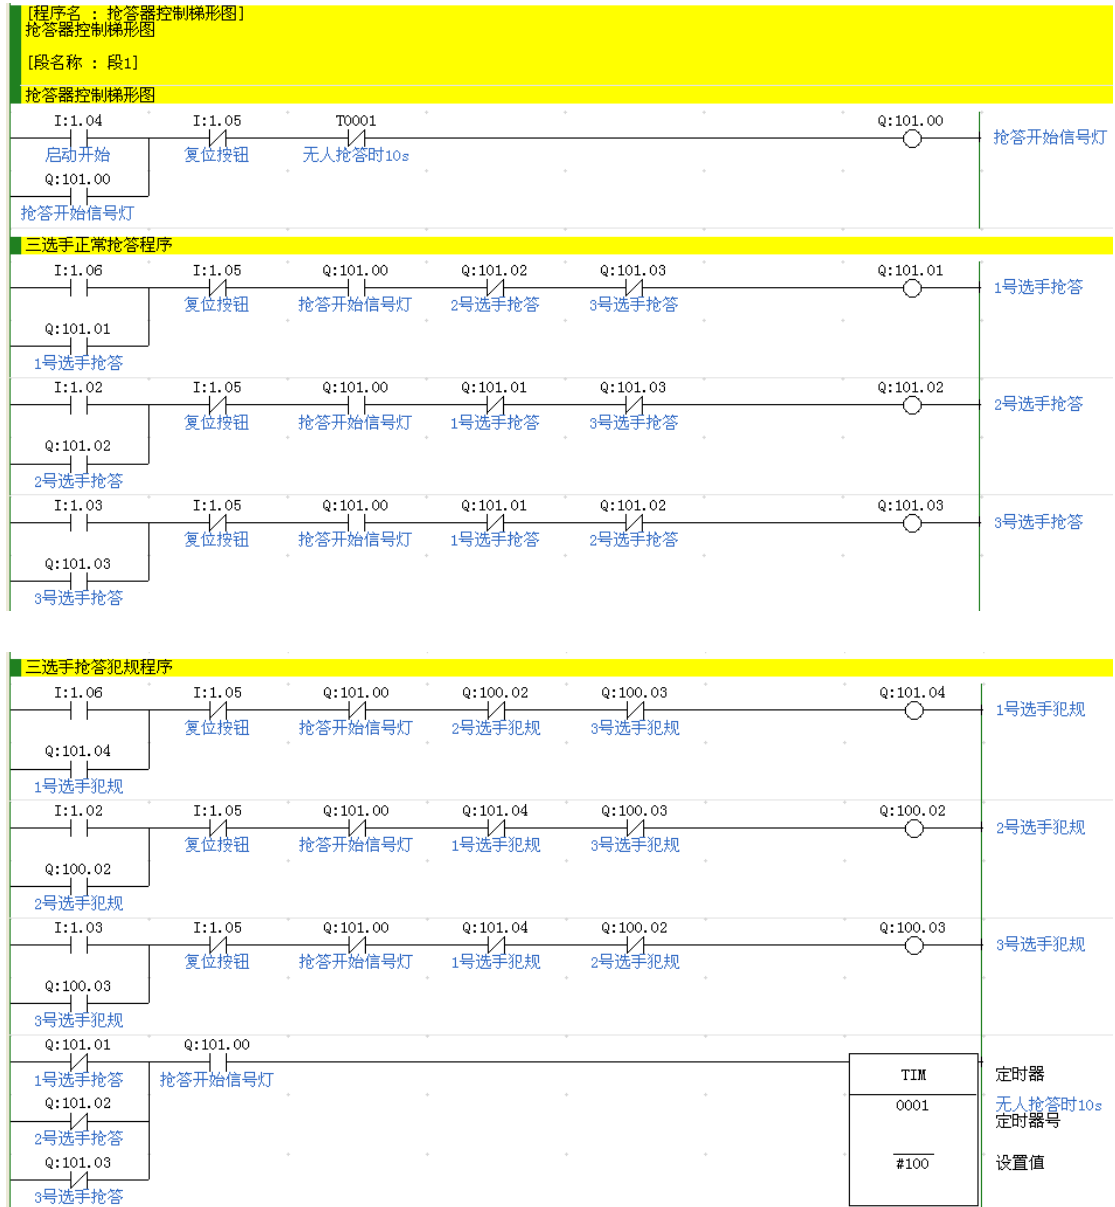 [程序名 : 抢答器控制梯形图]
抢答器控制梯形图
[段名称 : 段1]
抢答器控制梯形图
I:1.04 I:1.05 T0001 Q:101.00
启动开始 复位按钮 无人抢答时10s 抢答开始信号灯
Q:101.00
抢答开始信号灯
三选手正常抢答程序
I:1.06 I:1.05 Q:101.00 Q:101.02 Q:101.03 Q:101.01
复位按钮 抢答开始信号灯 2号选手抢答 3号选手抢答 1号选手抢答
Q:101.01
1号选手抢答
I:1.02 I:1.05 Q:101.00 Q:101.01 Q:101.03 Q:101.02
复位按钮 抢答开始信号灯 1号选手抢答 3号选手抢答 2号选手抢答
Q:101.02
2号选手抢答
I:1.03 I:1.05 Q:101.00 Q:101.01 Q:101.02 Q:101.03
复位按钮 抢答开始信号灯 1号选手抢答 2号选手抢答 3号选手抢答
Q:101.03
3号选手抢答
三选手抢答犯规程序
I:1.06 I:1.05 Q:101.00 Q:100.02 Q:100.03 Q:101.04
复位按钮 抢答开始信号灯 2号选手犯规 3号选手犯规 1号选手犯规
Q:101.04
1号选手犯规
I:1.02 I:1.05 Q:101.00 Q:101.04 Q:100.03 Q:100.02
复位按钮 抢答开始信号灯 1号选手犯规 3号选手犯规 2号选手犯规
Q:100.02
2号选手犯规
I:1.03 I:1.05 Q:101.00 Q:101.04 Q:100.02 Q:100.03
复位按钮 抢答开始信号灯 1号选手犯规 2号选手犯规 3号选手犯规
Q:100.03
3号选手犯规
Q:101.01 Q:101.00
1号选手抢答 抢答开始信号灯 TIM 定时器
Q:101.02 0001 无人抢答时10s
定时器号
2号选手抢答
Q:101.03 #100 设置值
3号选手抢答